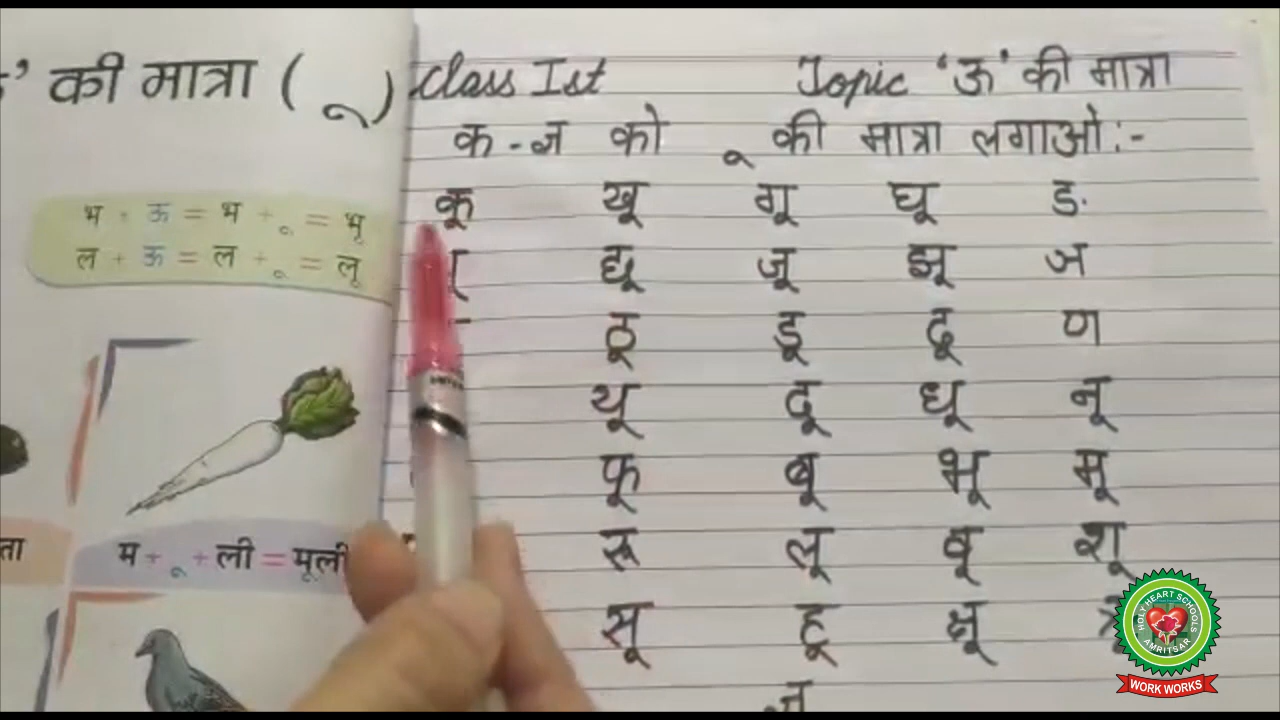 की मात्रा ( ू )
भ + ऊ = भ + ू = भू
ल + ऊ = ल + ू = लू
ता
म + ू + ली = मूली
Class Ist Topic 'ऊ' की मात्रा
क - ज्ञ को ू की मात्रा लगाओ :-
कू खू गू घू ङ
छू जू झू ञ
ठू डू ढू ण
थू दू धू नू
फू बू भू मू
रू लू वू शू
सू हू क्षू
HOLY HEART SCHOOLS
AMRITSAR
WORK WORKS